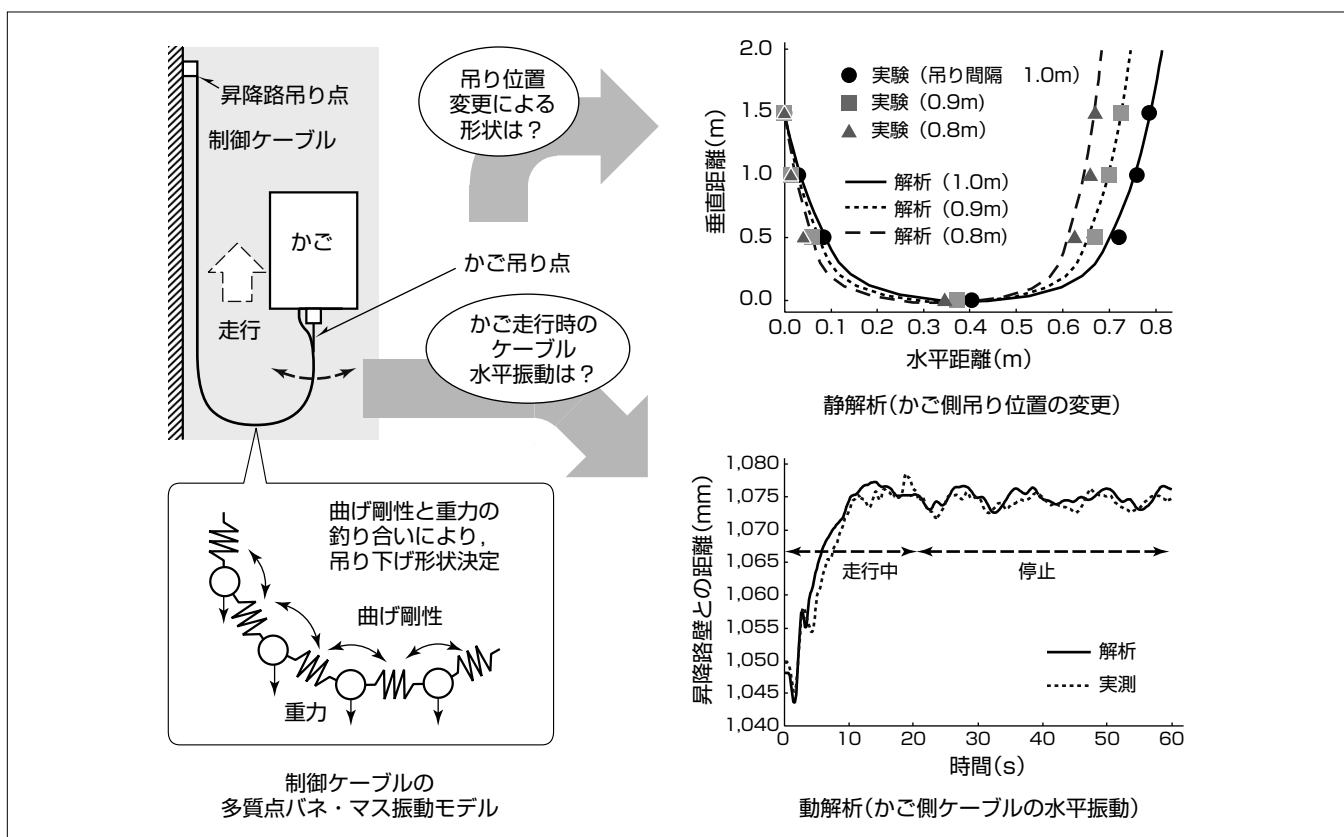 昇降路吊り点
制御ケーブル
かご
走行
かご吊り点
吊り位置
変更による
形状は?
かご走行時の
ケーブル
水平振動は?
曲げ剛性と重力の
釣り合いにより,
吊り下げ形状決定
曲げ剛性
重力
制御ケーブルの
多質点バネ・マス振動モデル
垂直距離(m)
2.0
1.5
1.0
0.5
0.0
実験(吊り間隔 1.0m)
実験(0.9m)
実験(0.8m)
解析(1.0m)
解析(0.9m)
解析(0.8m)
0.0 0.1 0.2 0.3 0.4 0.5 0.6 0.7 0.8
水平距離(m)
静解析(かご側吊り位置の変更)
昇降路壁との距離(mm)
1,080
1,075
1,070
1,065
1,060
1,055
1,050
1,045
1,040
走行中 停止
解析
実測
0 10 20 30 40 50 60
時間(s)
動解析(かご側ケーブルの水平振動)